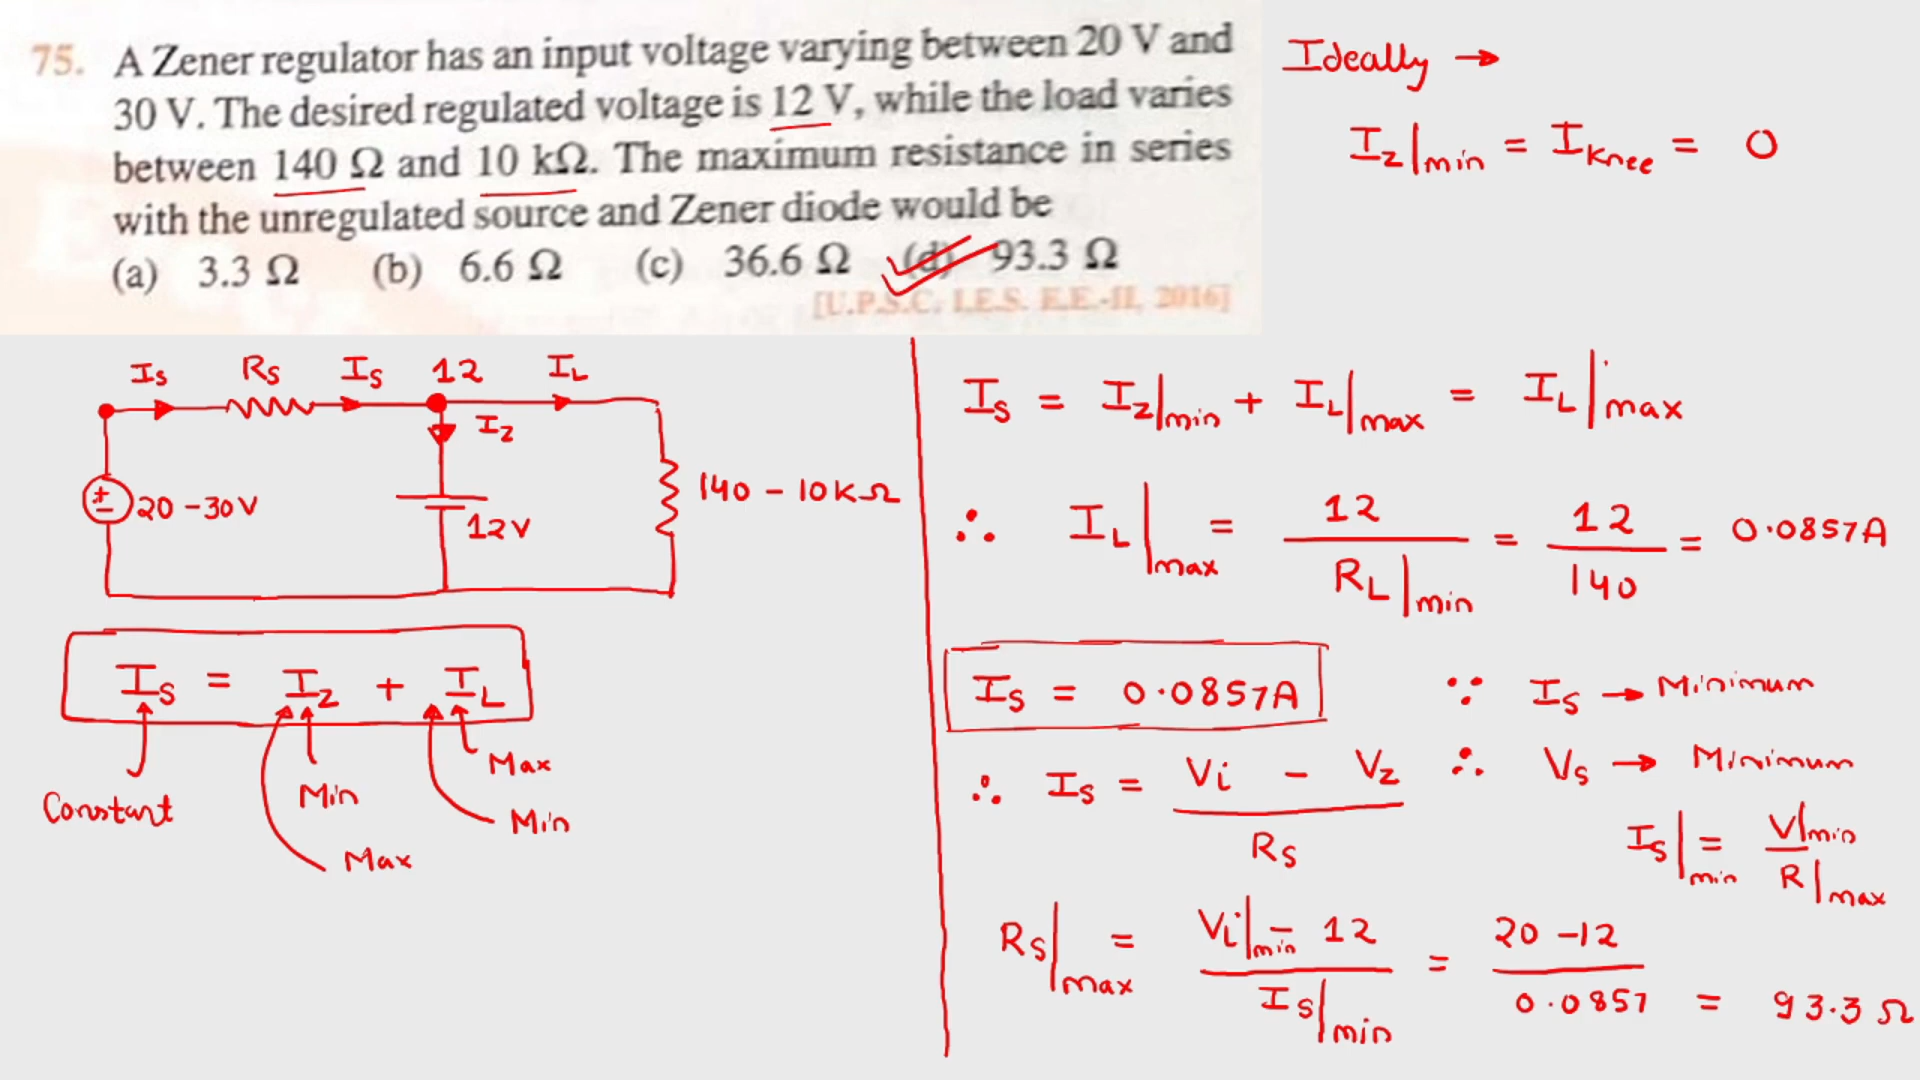 75. A Zener regulator has an input voltage varying between 20 V and
30 V. The desired regulated voltage is 12 V, while the load varies
between 140 Ω and 10 kΩ. The maximum resistance in series
with the unregulated source and Zener diode would be
(a) 3.3 Ω (b) 6.6 Ω (c) 36.6 Ω (d) 93.3 Ω
[U.P.S.C. I.E.S. E.E.-II, 2016]
Ideally →
Iz|min = IKnee = 0
Is Rs Is 12 IL
Iz
20-30V
12V
140 - 10KΩ
Is = Iz + IL
Constant
Min
Max
Max
Min
Is = Iz|min + IL|max = IL|max
∴ IL|max = 12 / RL|min = 12 / 140 = 0.0857A
Is = 0.0857A
∵ Is → Minimum
∴ Is = Vi - Vz / Rs
∴ Vs → Minimum
Is|min = V|min / R|max
Rs|max = Vi|min - 12 / Is|min = 20-12 / 0.0857 = 93.3 Ω